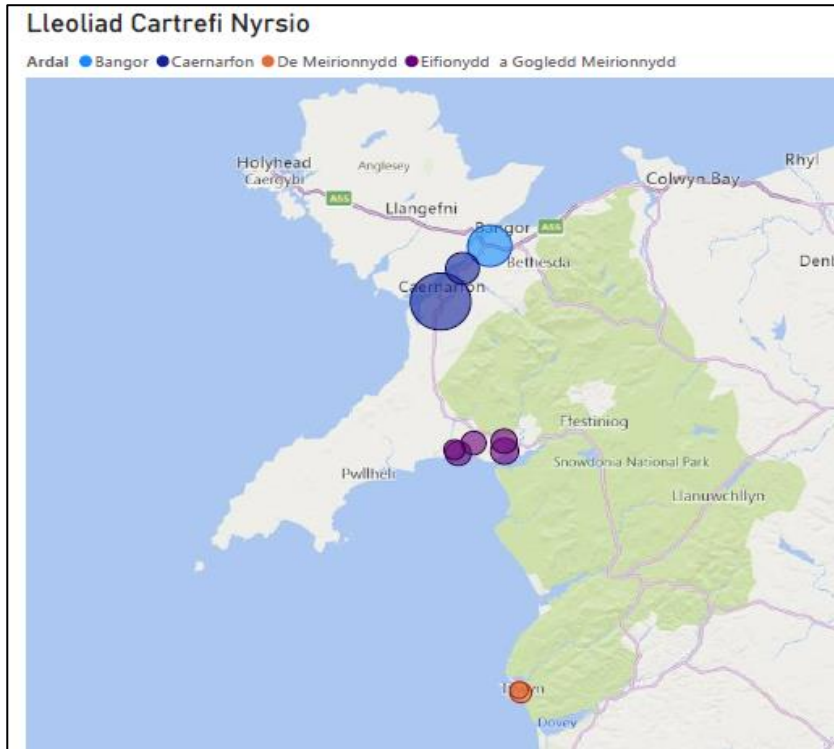 Lleoliad Cartrefi Nyrsio
Ardal Bangor Caernarfon De Meirionnydd Eifionydd a Gogledd Meirionnydd
Holyhead
Caergybi
Anglesey
A55
Llangefni
Bangor
A55
Bethesda
Colwyn Bay
Rhyl
Denb
Caernarfon
Ffestiniog
Pwllheli
Snowdonia National Park
Llanuwchllyn
Dovey